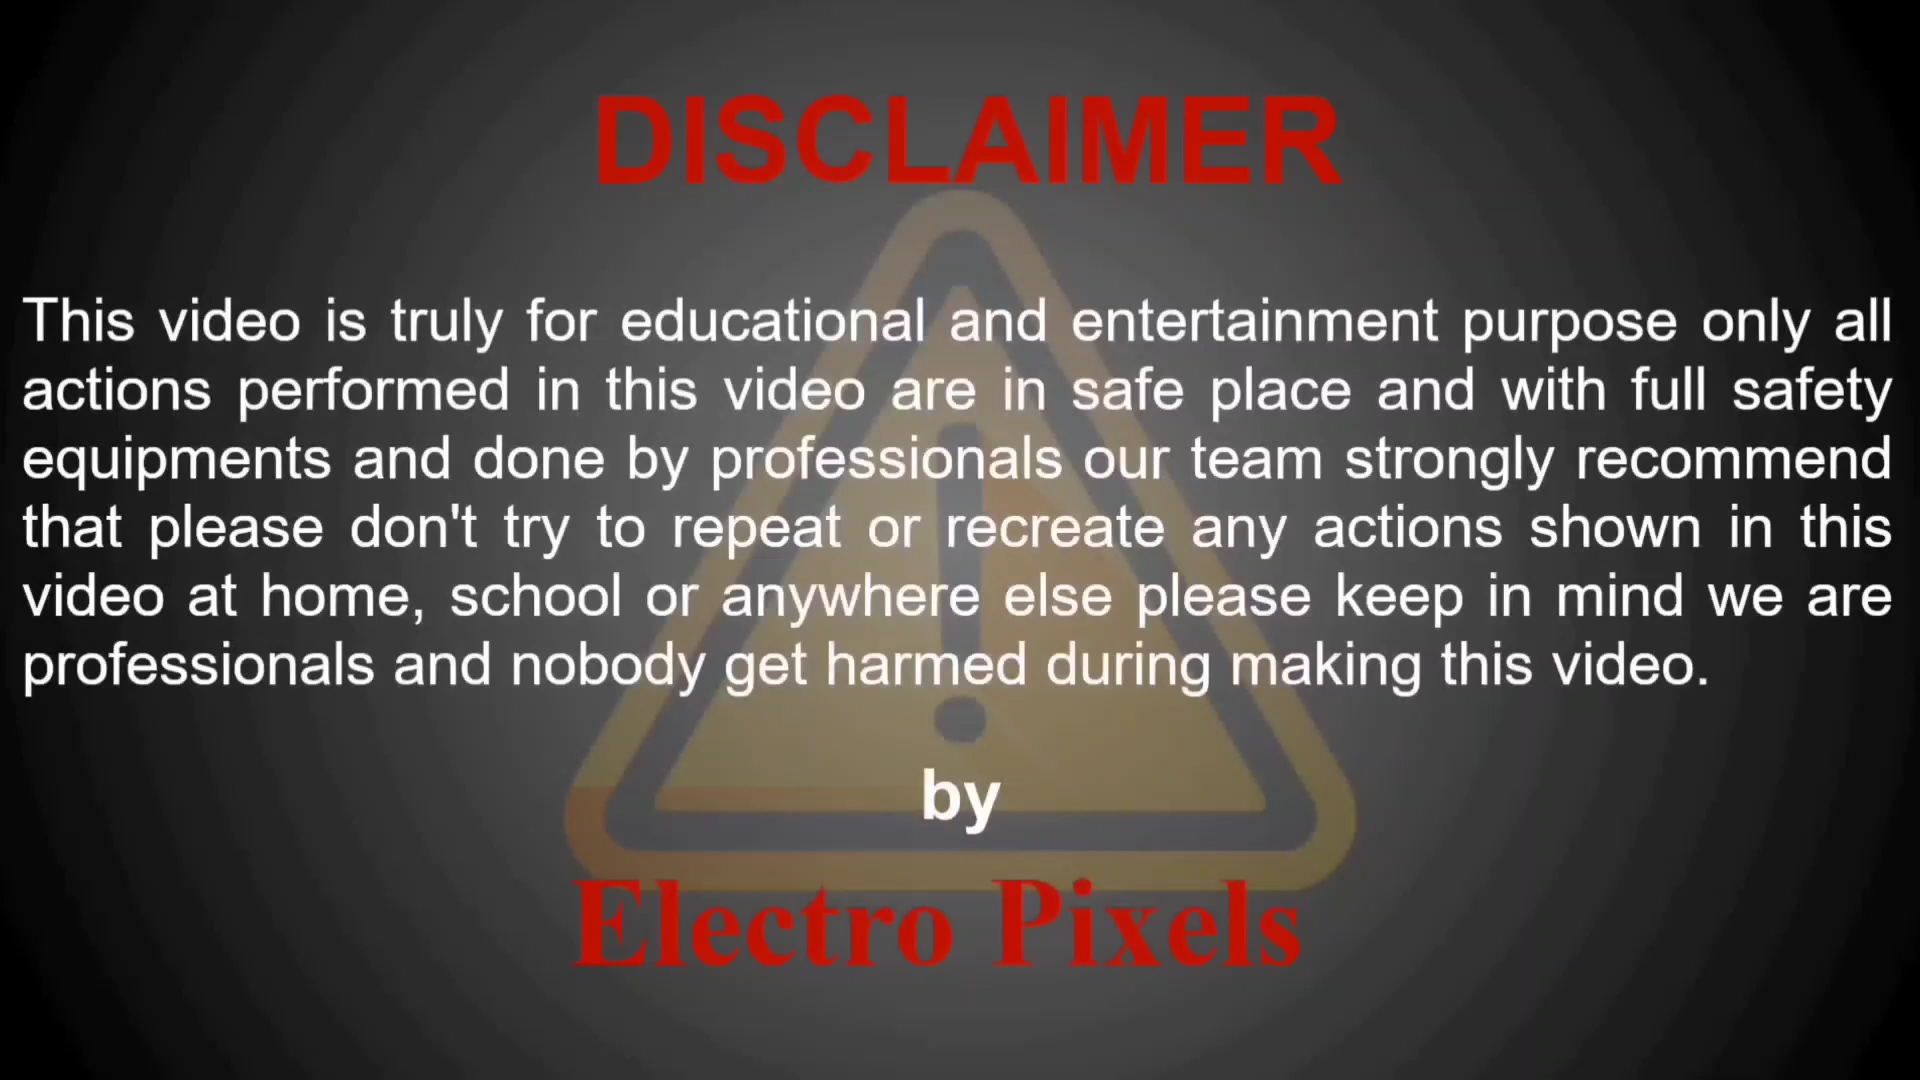 DISCLAIMER
This video is truly for educational and entertainment purpose only all
actions performed in this video are in safe place and with full safety
equipments and done by professionals our team strongly recommend
that please don't try to repeat or recreate any actions shown in this
video at home, school or anywhere else please keep in mind we are
professionals and nobody get harmed during making this video.
by
Electro Pixels